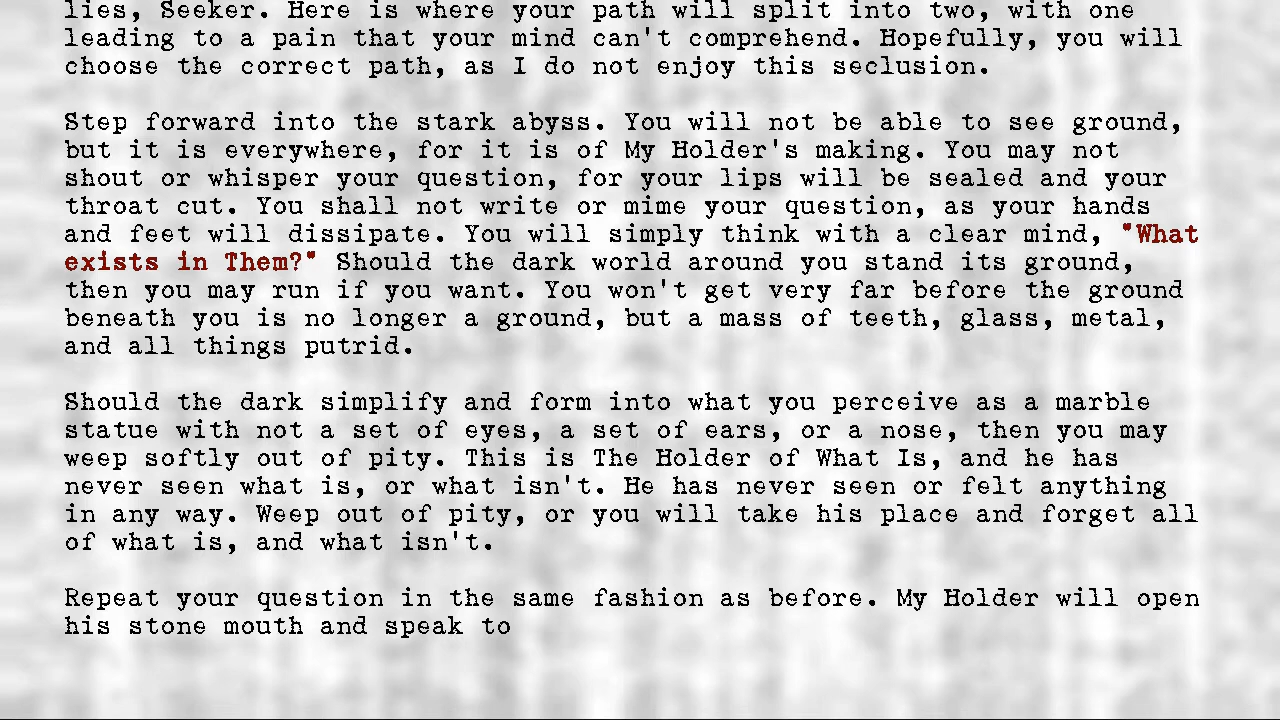 lies, Seeker. Here is where your path will split into two, with one
leading to a pain that your mind can't comprehend. Hopefully, you will
choose the correct path, as I do not enjoy this seclusion.
Step forward into the stark abyss. You will not be able to see ground,
but it is everywhere, for it is of My Holder's making. You may not
shout or whisper your question, for your lips will be sealed and your
throat cut. You shall not write or mime your question, as your hands
and feet will dissipate. You will simply think with a clear mind, "What
exists in Them?" Should the dark world around you stand its ground,
then you may run if you want. You won't get very far before the ground
beneath you is no longer a ground, but a mass of teeth, glass, metal,
and all things putrid.
Should the dark simplify and form into what you perceive as a marble
statue with not a set of eyes, a set of ears, or a nose, then you may
weep softly out of pity. This is The Holder of What Is, and he has
never seen what is, or what isn't. He has never seen or felt anything
in any way. Weep out of pity, or you will take his place and forget all
of what is, and what isn't.
Repeat your question in the same fashion as before. My Holder will open
his stone mouth and speak to